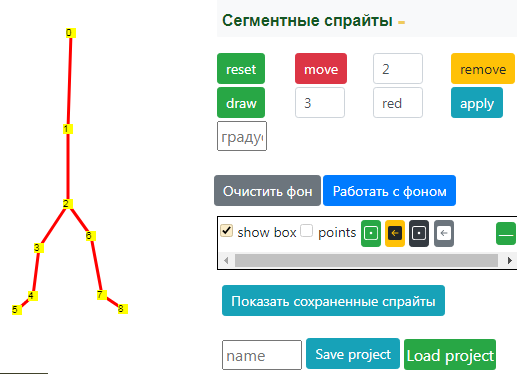 Сегментные спрайты -
reset move 2 remove
draw 3 red apply
градус
Очистить фон Работать с фоном
show box points
Показать сохраненные спрайты
name Save project Load project
0
1
2
3
6
4
7
5
8